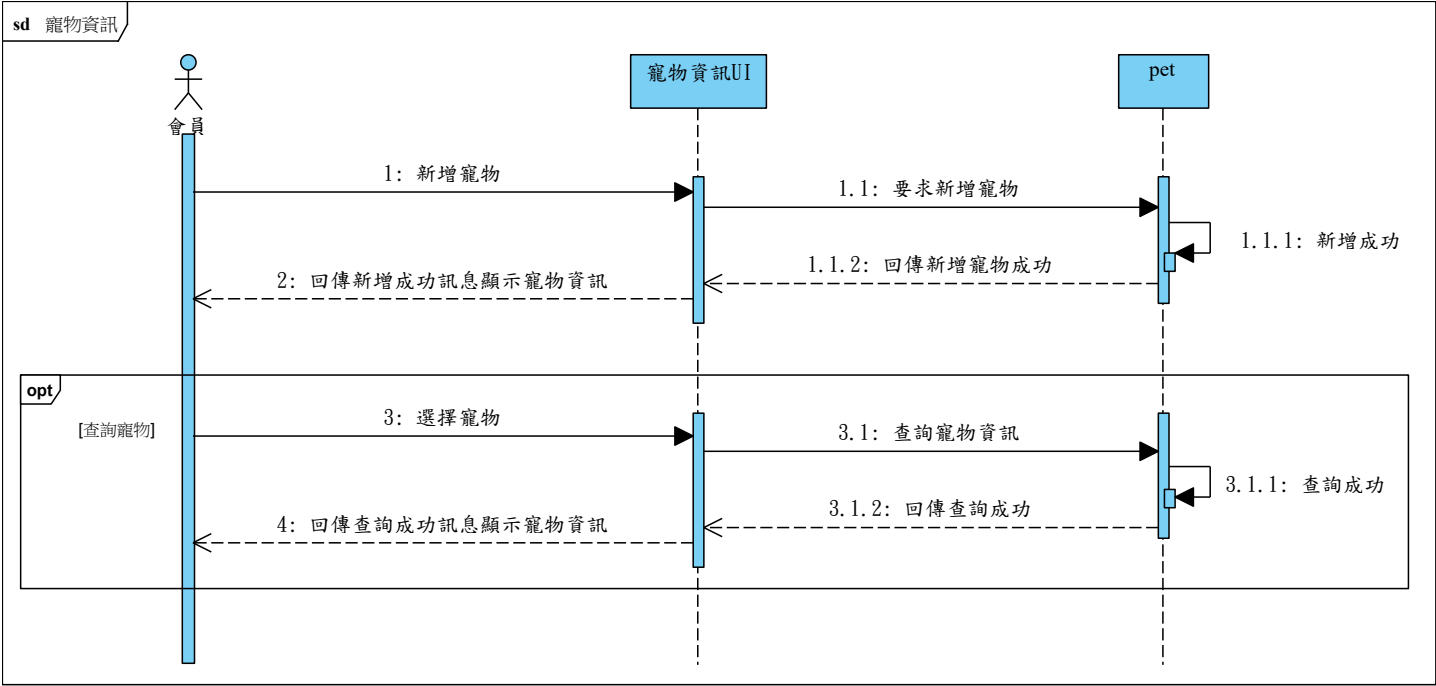 sd 寵物資訊
寵物資訊UI
pet
會員
1: 新增寵物
1.1: 要求新增寵物
1.1.1: 新增成功
1.1.2: 回傳新增寵物成功
2: 回傳新增成功訊息顯示寵物資訊
opt
[查詢寵物]
3: 選擇寵物
3.1: 查詢寵物資訊
3.1.1: 查詢成功
3.1.2: 回傳查詢成功
4: 回傳查詢成功訊息顯示寵物資訊